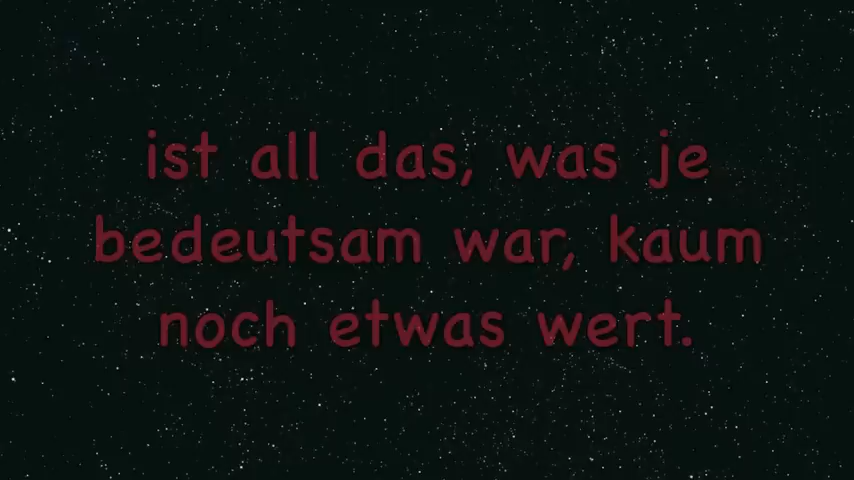 ist all das, was je
bedeutsam war, kaum
noch etwas wert.